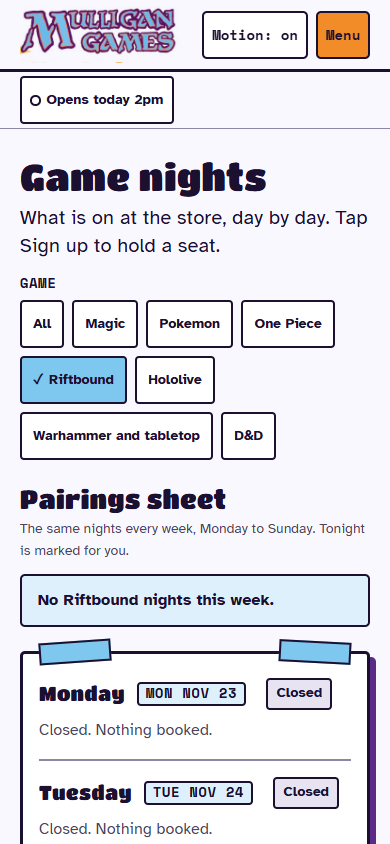 MULLIGAN
GAMES
Motion: on
Menu
Opens today 2pm
Game nights
What is on at the store, day by day. Tap
Sign up to hold a seat.
GAME
All
Magic
Pokemon
One Piece
✓ Riftbound
Hololive
Warhammer and tabletop
D&D
Pairings sheet
The same nights every week, Monday to Sunday. Tonight
is marked for you.
No Riftbound nights this week.
Monday MON NOV 23 Closed
Closed. Nothing booked.
Tuesday TUE NOV 24 Closed
Closed. Nothing booked.